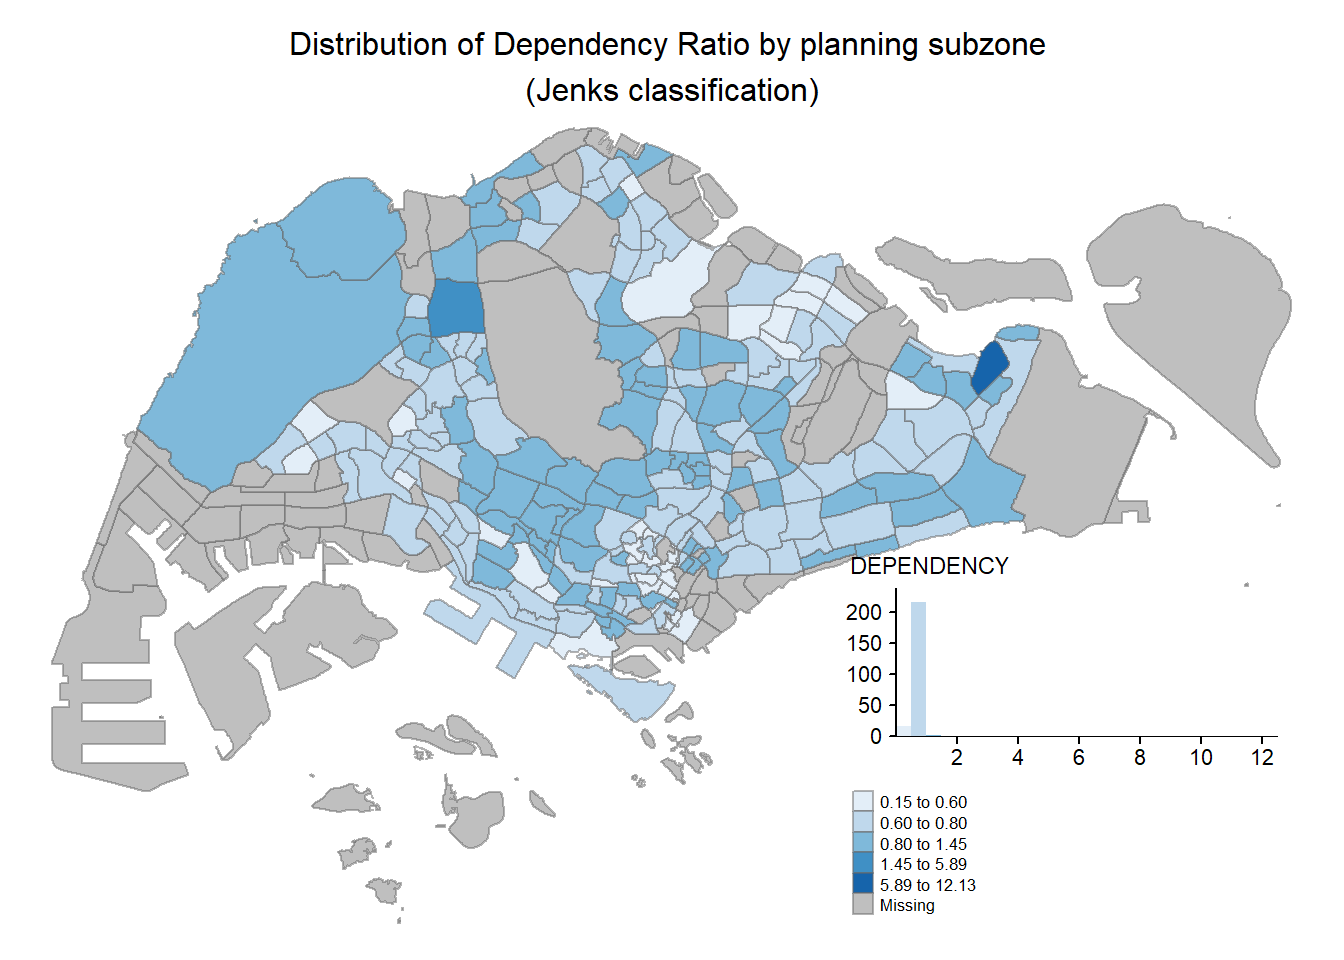 Distribution of Dependency Ratio by planning subzone
(Jenks classification)
DEPENDENCY
200
150
100
50
0
2 4 6 8 10 12
0.15 to 0.60
0.60 to 0.80
0.80 to 1.45
1.45 to 5.89
5.89 to 12.13
Missing